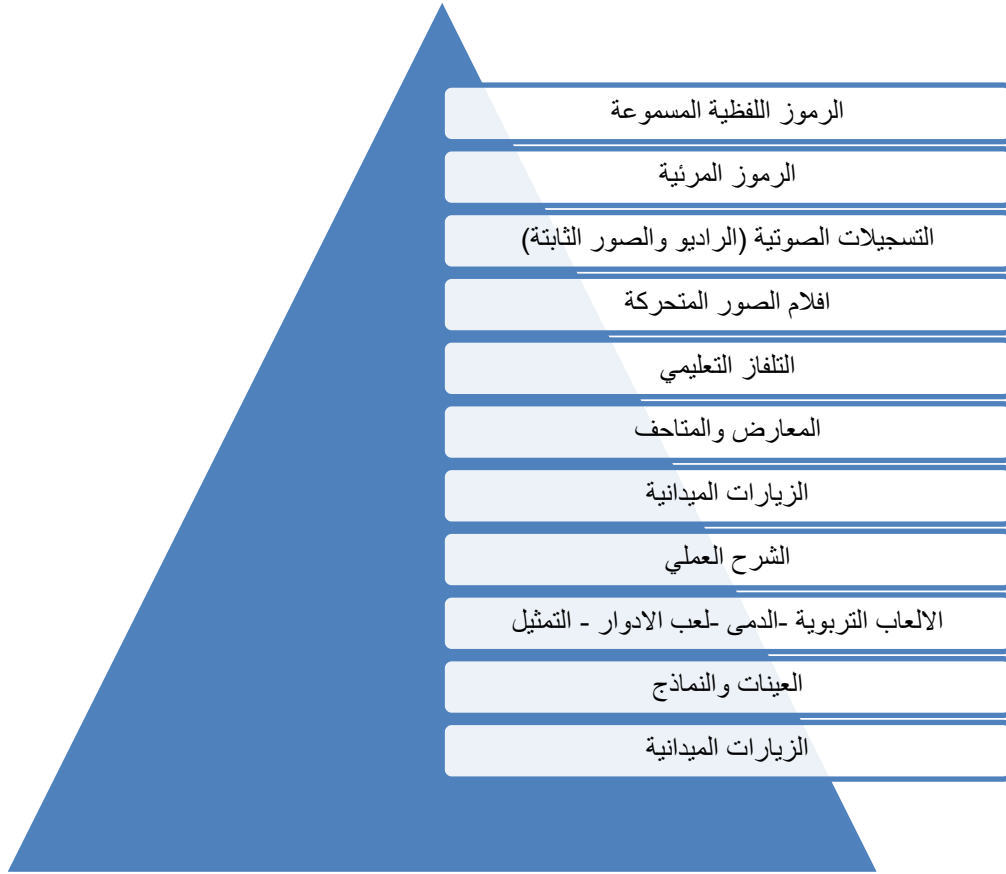 الرموز اللفظية المسموعة
الرموز المرئية
التسجيلات الصوتية (الراديو والصور الثابتة)
افلام الصور المتحركة
التلفاز التعليمي
المعارض والمتاحف
الزيارات الميدانية
الشرح العملي
الالعاب التربوية -الدمى -لعب الادوار - التمثيل
العينات والنماذج
الزيارات الميدانية